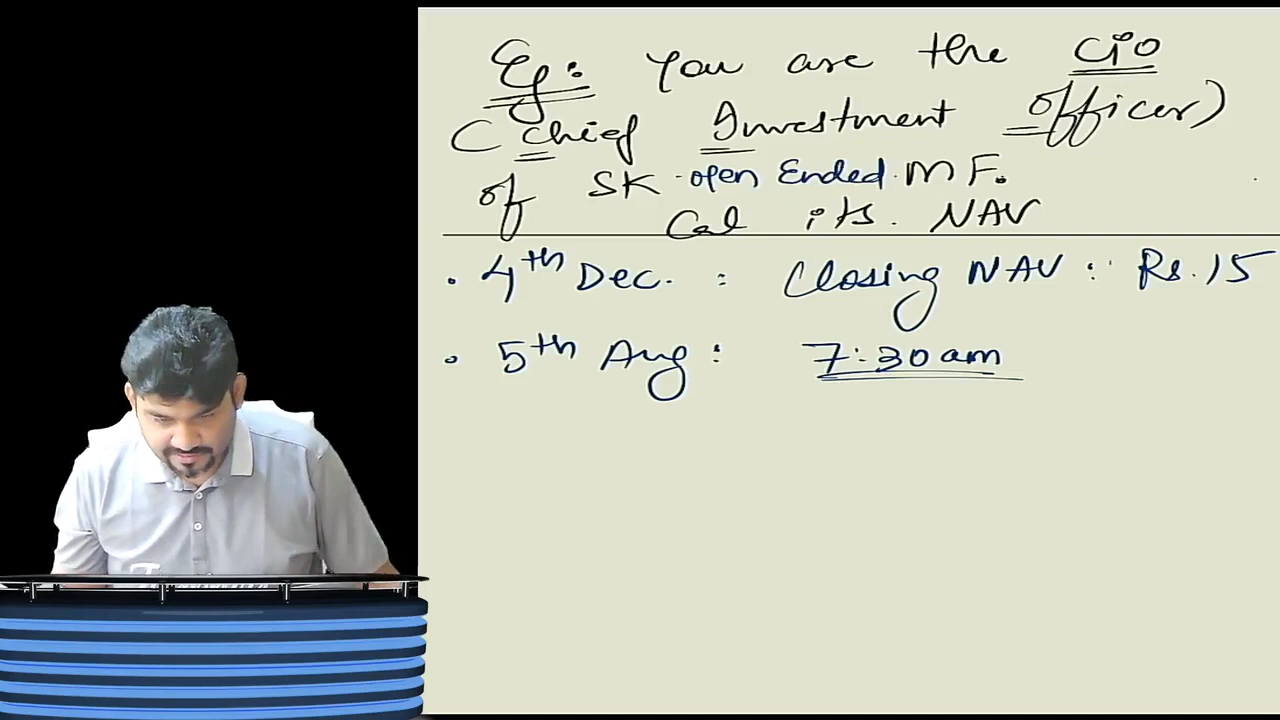 Eg: You are the CIO
(Chief Investment Officer)
of SK open Ended MF.
Cal its. NAV
• 4th Dec. : Closing NAV : Rs. 15
• 5th Aug : 7:30 am